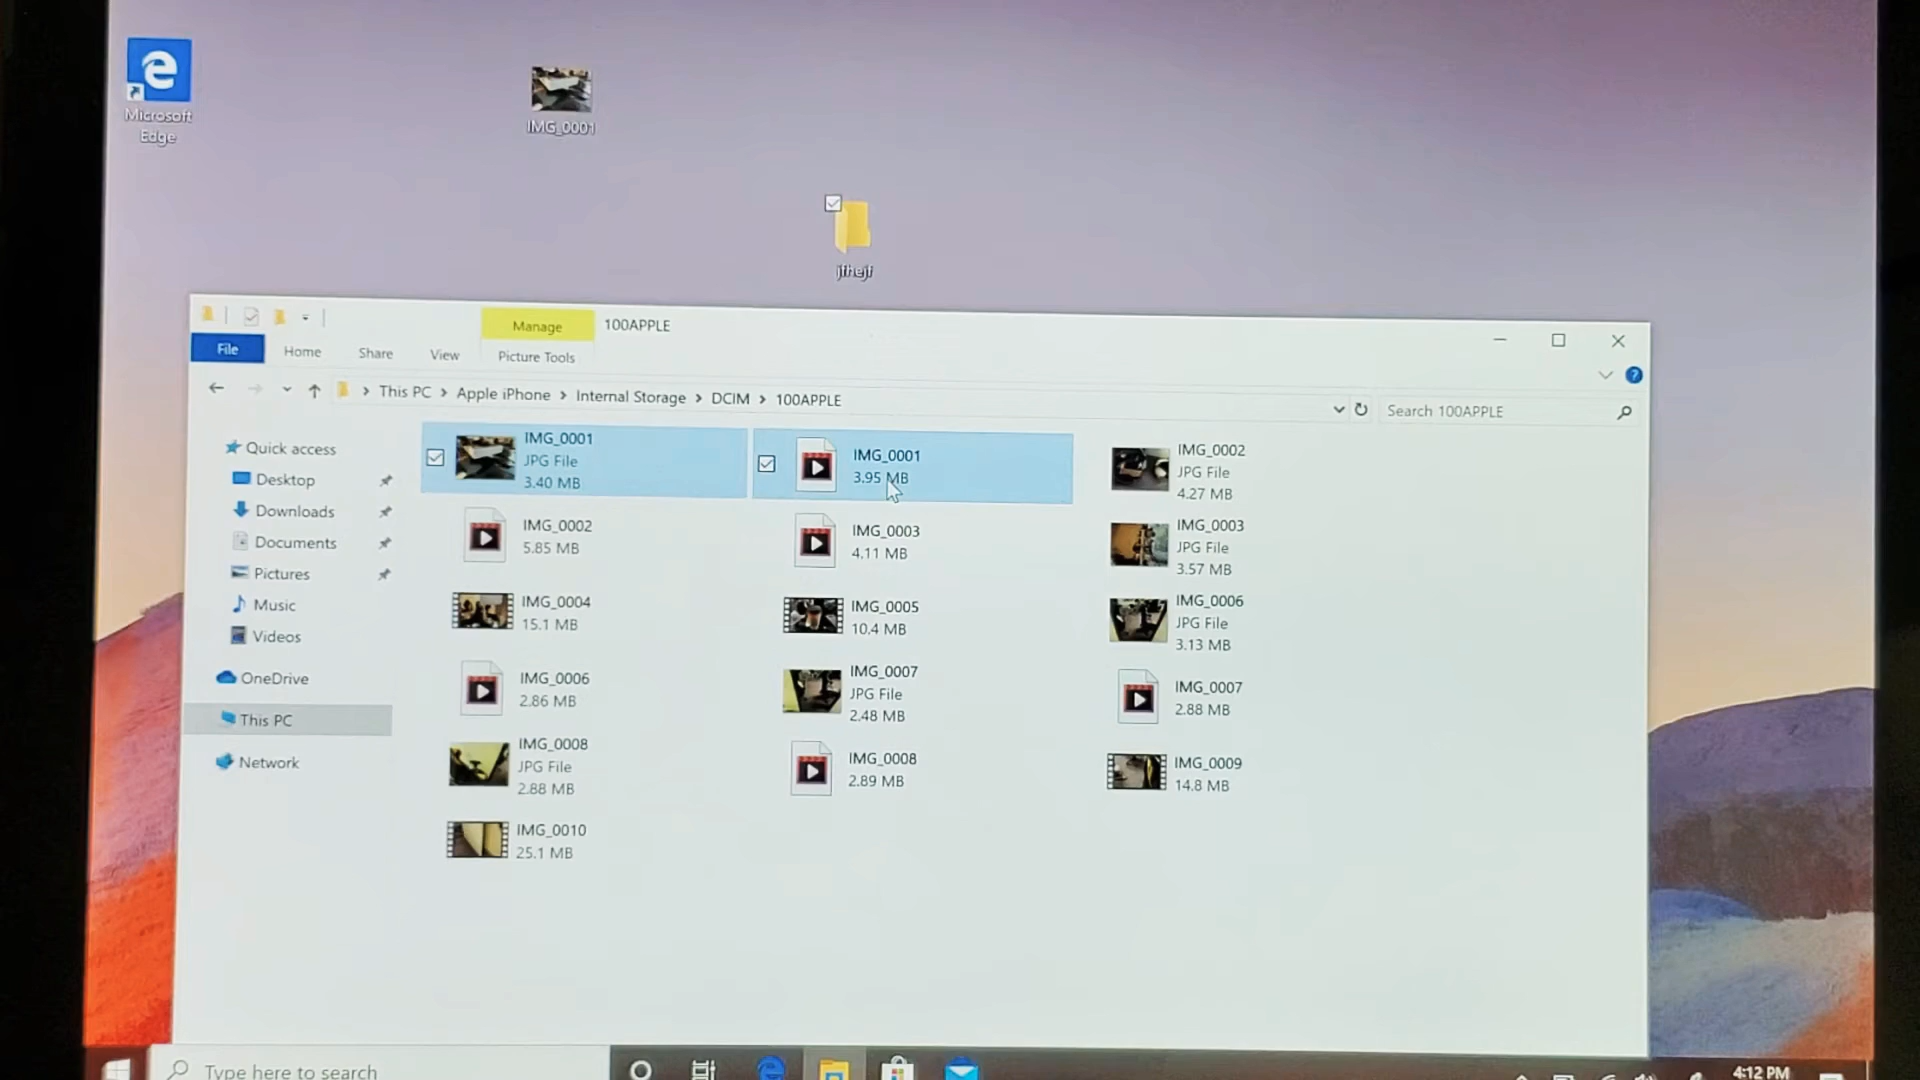 Microsoft
Edge
IMG_0001
jfhejf
Manage
100APPLE
File
Home
Share
View
Picture Tools
This PC
Apple iPhone
Internal Storage
DCIM
100APPLE
Search 100APPLE
Quick access
Desktop
Downloads
Documents
Pictures
Music
Videos
OneDrive
This PC
Network
IMG_0001
JPG File
3.40 MB
IMG_0001
3.95 MB
IMG_0002
JPG File
4.27 MB
IMG_0002
5.85 MB
IMG_0003
4.11 MB
IMG_0003
JPG File
3.57 MB
IMG_0004
15.1 MB
IMG_0005
10.4 MB
IMG_0006
JPG File
3.13 MB
IMG_0006
2.86 MB
IMG_0007
JPG File
2.48 MB
IMG_0007
2.88 MB
IMG_0008
JPG File
2.88 MB
IMG_0008
2.89 MB
IMG_0009
14.8 MB
IMG_0010
25.1 MB
Type here to search
4:12 PM